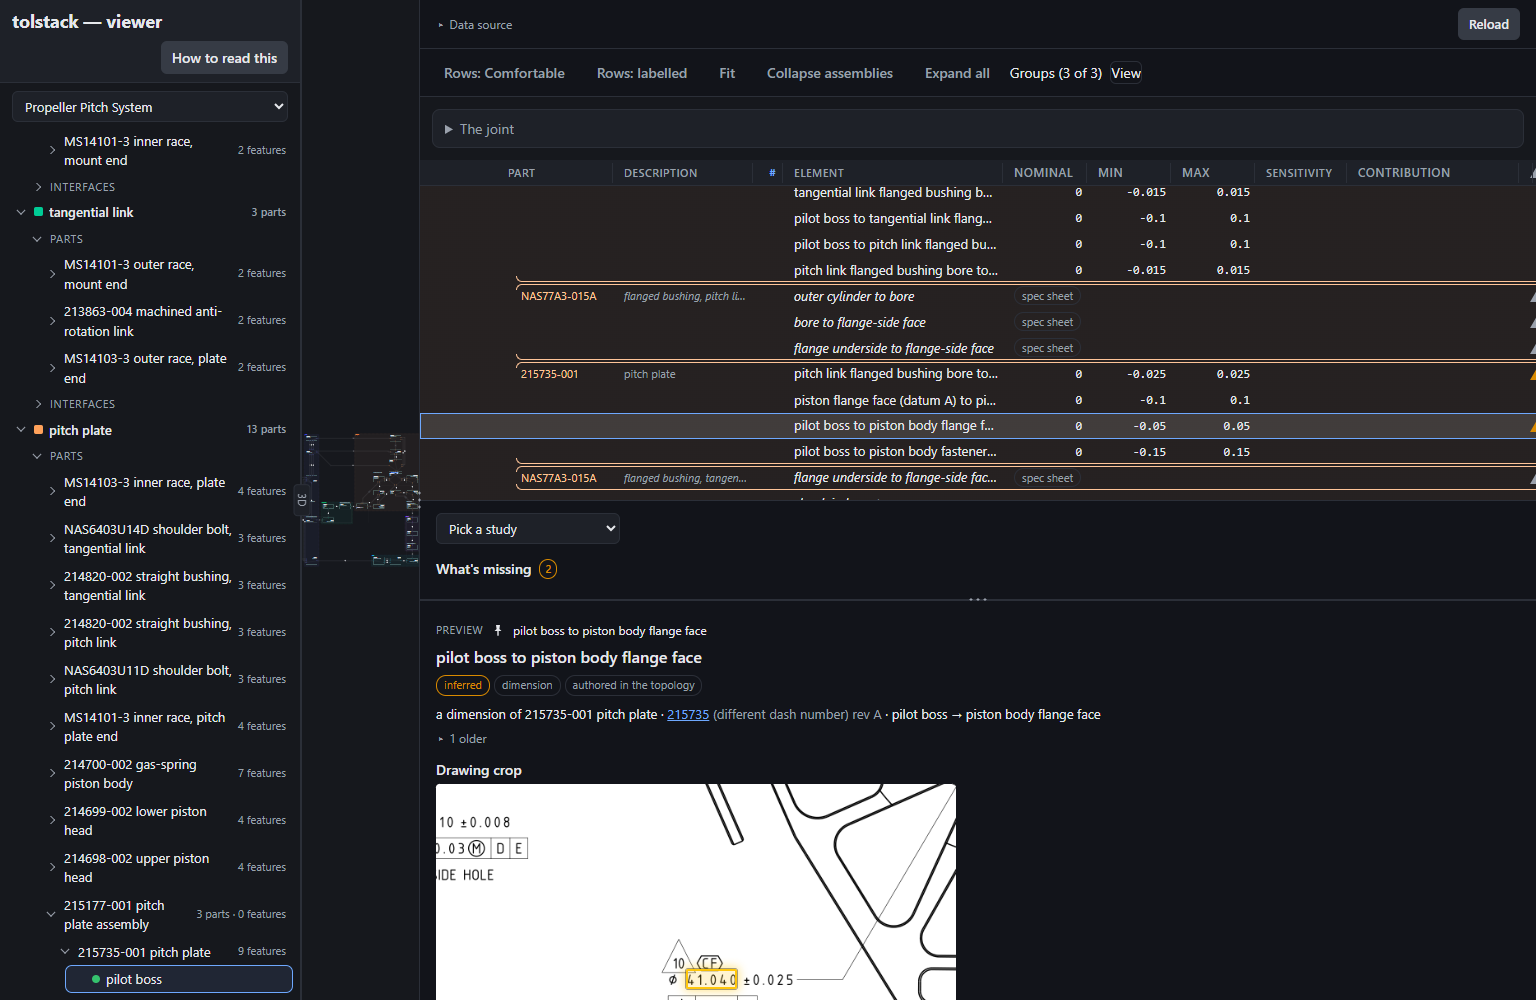 tolstack — viewer
How to read this
Propeller Pitch System
MS14101-3 inner race, mount end
2 features
INTERFACES
tangential link
3 parts
PARTS
MS14101-3 outer race, mount end
2 features
213863-004 machined anti-rotation link
2 features
MS14103-3 outer race, plate end
2 features
INTERFACES
pitch plate
13 parts
PARTS
MS14103-3 inner race, plate end
4 features
NAS6403U14D shoulder bolt, tangential link
3 features
214820-002 straight bushing, tangential link
3 features
214820-002 straight bushing, pitch link
3 features
NAS6403U11D shoulder bolt, pitch link
3 features
MS14101-3 inner race, pitch plate end
4 features
214700-002 gas-spring piston body
7 features
214699-002 lower piston head
4 features
214698-002 upper piston head
4 features
215177-001 pitch plate assembly
3 parts · 0 features
215735-001 pitch plate
9 features
pilot boss
3D
Data source
Reload
Rows: Comfortable Rows: labelled Fit Collapse assemblies Expand all Groups (3 of 3) View
The joint
PART DESCRIPTION # ELEMENT NOMINAL MIN MAX SENSITIVITY CONTRIBUTION
tangential link flanged bushing b... 0 -0.015 0.015
pilot boss to tangential link flang... 0 -0.1 0.1
pilot boss to pitch link flanged bu... 0 -0.1 0.1
pitch link flanged bushing bore to... 0 -0.015 0.015
NAS77A3-015A flanged bushing, pitch li... outer cylinder to bore spec sheet
bore to flange-side face spec sheet
flange underside to flange-side face spec sheet
215735-001 pitch plate pitch link flanged bushing bore to... 0 -0.025 0.025
piston flange face (datum A) to pi... 0 -0.1 0.1
pilot boss to piston body flange f... 0 -0.05 0.05
pilot boss to piston body fastener... 0 -0.15 0.15
NAS77A3-015A flanged bushing, tangen... flange underside to flange-side fac... spec sheet
Pick a study
What's missing 2
PREVIEW pilot boss to piston body flange face
pilot boss to piston body flange face
inferred dimension authored in the topology
a dimension of 215735-001 pitch plate · 215735 (different dash number) rev A · pilot boss → piston body flange face
1 older
Drawing crop
10 ±0.008
0.03 Ⓜ D E
SIDE HOLE
10 CF
ø 41.040 ±0.025